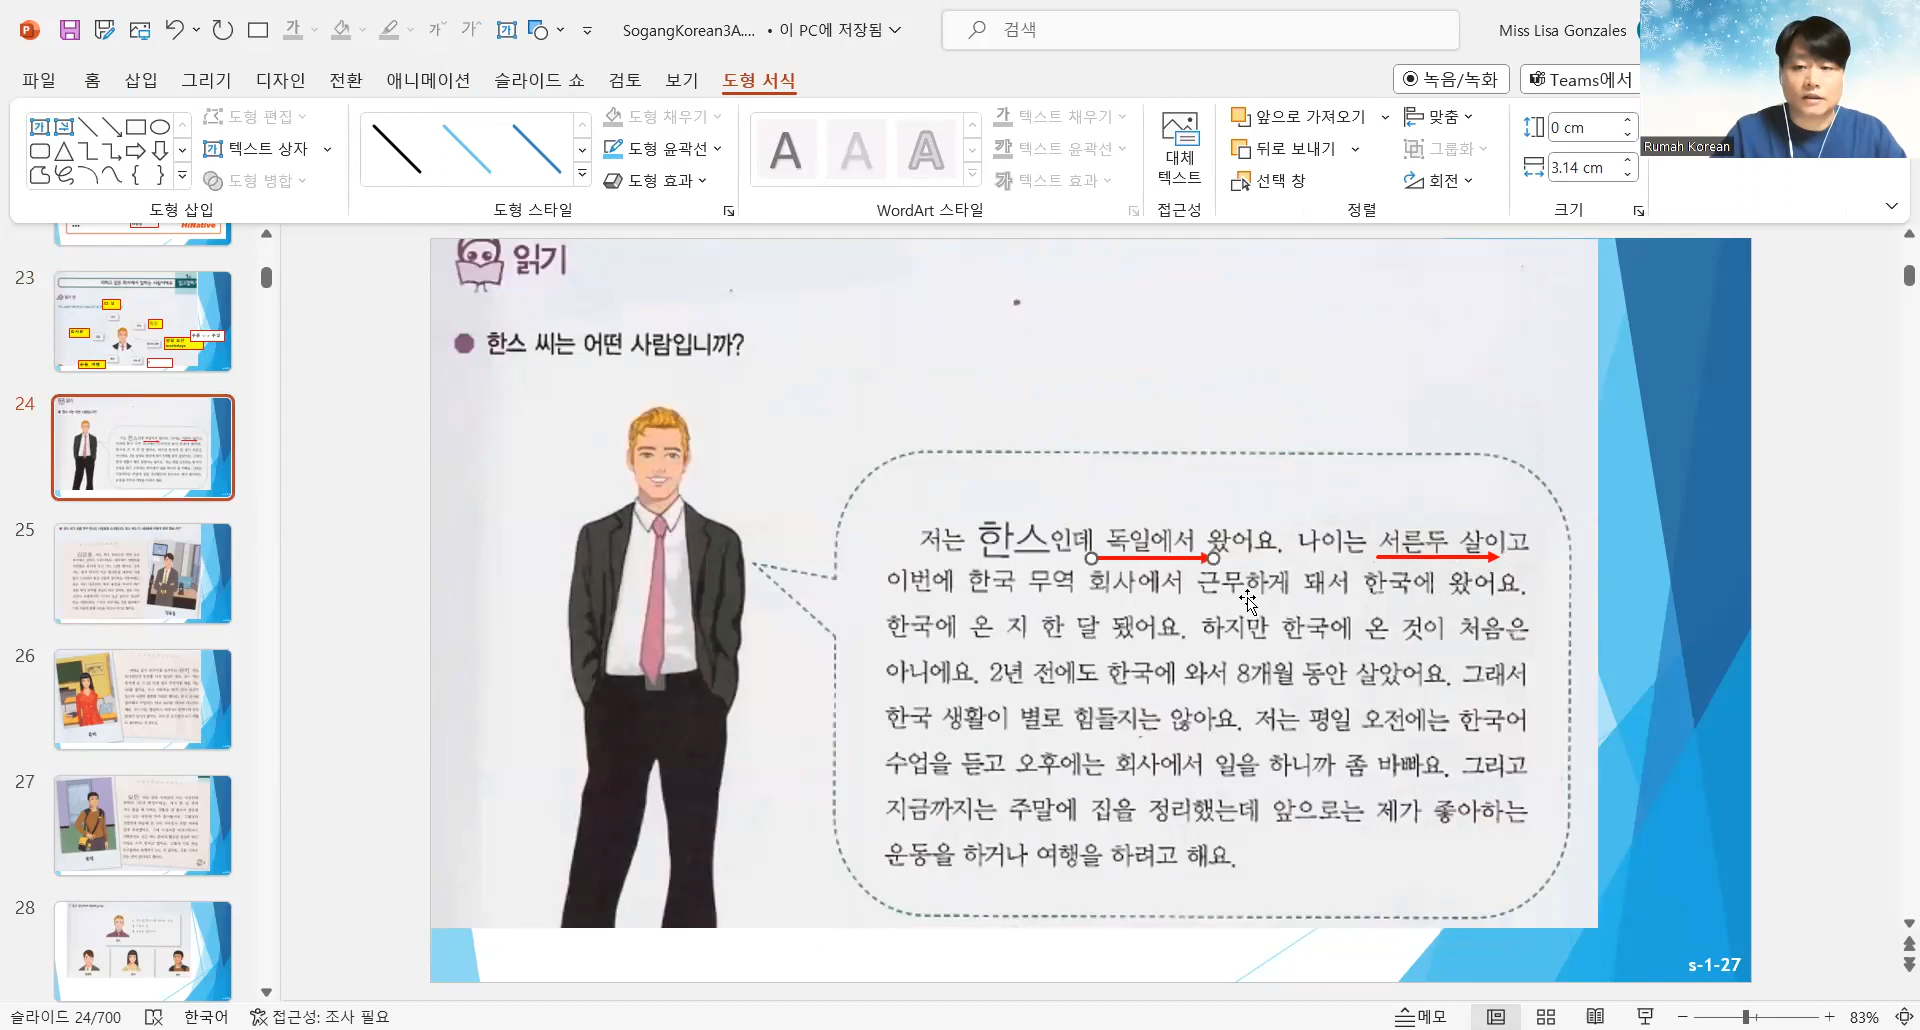 SogangKorean3A.... • 이 PC에 저장됨
검색
Miss Lisa Gonzales
파일 홈 삽입 그리기 디자인 전환 애니메이션 슬라이드 쇼 검토 보기 도형 서식
녹음/녹화 Teams에서
도형 편집
텍스트 상자
도형 병합
도형 삽입
도형 채우기
도형 윤곽선
도형 효과
도형 스타일
텍스트 채우기
텍스트 윤곽선
텍스트 효과
WordArt 스타일
대체
텍스트
접근성
앞으로 가져오기
뒤로 보내기
선택 창
맞춤
그룹화
회전
정렬
0 cm
3.14 cm
크기
Rumah Korean
HiNative
23
24
25
26
27
28
읽기
한스 씨는 어떤 사람입니까?
저는 한스인데 독일에서 왔어요. 나이는 서른두 살이고
이번에 한국 무역 회사에서 근무하게 돼서 한국에 왔어요.
한국에 온 지 한 달 됐어요. 하지만 한국에 온 것이 처음은
아니에요. 2년 전에도 한국에 와서 8개월 동안 살았어요. 그래서
한국 생활이 별로 힘들지는 않아요. 저는 평일 오전에는 한국어
수업을 듣고 오후에는 회사에서 일을 하니까 좀 바빠요. 그리고
지금까지는 주말에 집을 정리했는데 앞으로는 제가 좋아하는
운동을 하거나 여행을 하려고 해요.
s-1-27
슬라이드 24/700 한국어 접근성: 조사 필요
메모 83%